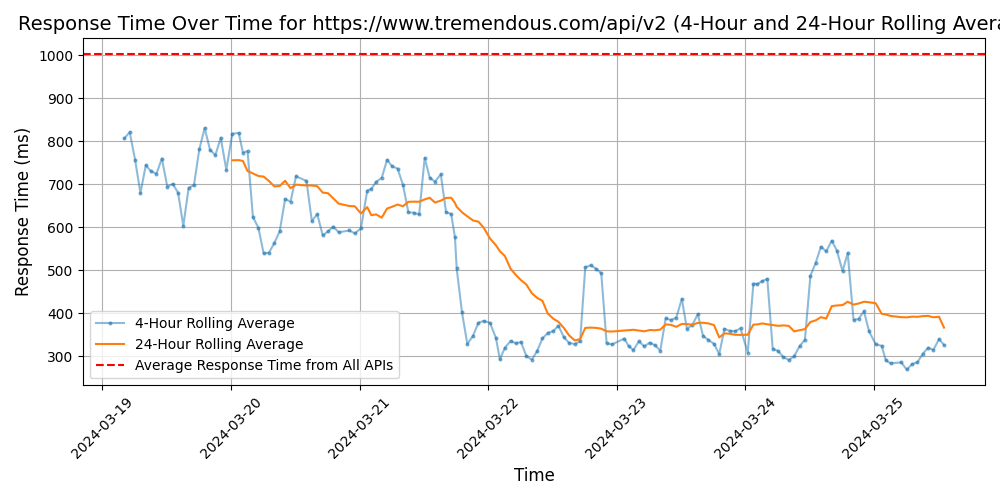 Response Time Over Time for https://www.tremendous.com/api/v2 (4-Hour and 24-Hour Rolling Avera
Response Time (ms)
1000
900
800
700
600
500
400
300
4-Hour Rolling Average
24-Hour Rolling Average
Average Response Time from All APIs
2024-03-19
2024-03-20
2024-03-21
2024-03-22
2024-03-23
2024-03-24
2024-03-25
Time